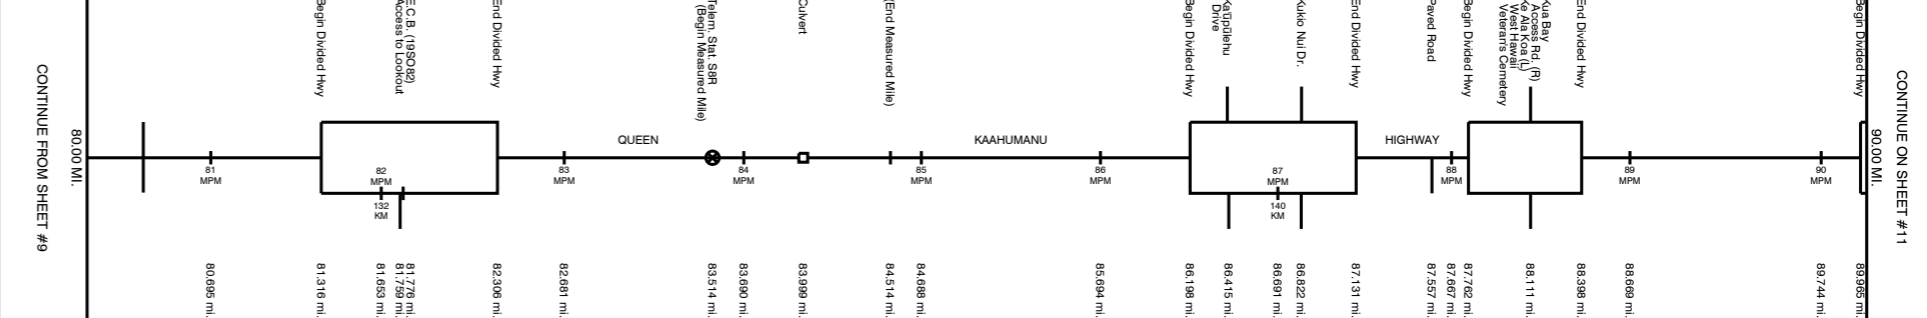 CONTINUE FROM SHEET #9
80.00 MI.
Begin Divided Hwy
E.C.B. (19SO82)
Access to Lookout
End Divided Hwy
Telem. Stat. S8R
(Begin Measured Mile)
Culvert
(End Measured Mile)
Begin Divided Hwy
Ka'ūpūlehu
Drive
Kukio Nui Dr.
End Divided Hwy
Paved Road
Begin Divided Hwy
Kua Bay
Access Rd. (R)
Ke Ala Koa (L)
West Hawaii
Veteran's Cemetery
End Divided Hwy
Begin Divided Hwy
QUEEN
KAAHUMANU
HIGHWAY
81
MPM
82
MPM
132
KM
83
MPM
84
MPM
85
MPM
86
MPM
87
MPM
140
KM
88
MPM
89
MPM
90
MPM
80.695 mi.
81.316 mi.
81.653 mi.
81.759 mi.
81.776 mi.
82.306 mi.
82.681 mi.
83.514 mi.
83.690 mi.
83.999 mi.
84.514 mi.
84.688 mi.
85.694 mi.
86.198 mi.
86.415 mi.
86.691 mi.
86.822 mi.
87.131 mi.
87.557 mi.
87.667 mi.
87.762 mi.
88.111 mi.
88.398 mi.
88.669 mi.
89.744 mi.
89.965 mi.
90.00 MI.
CONTINUE ON SHEET #11